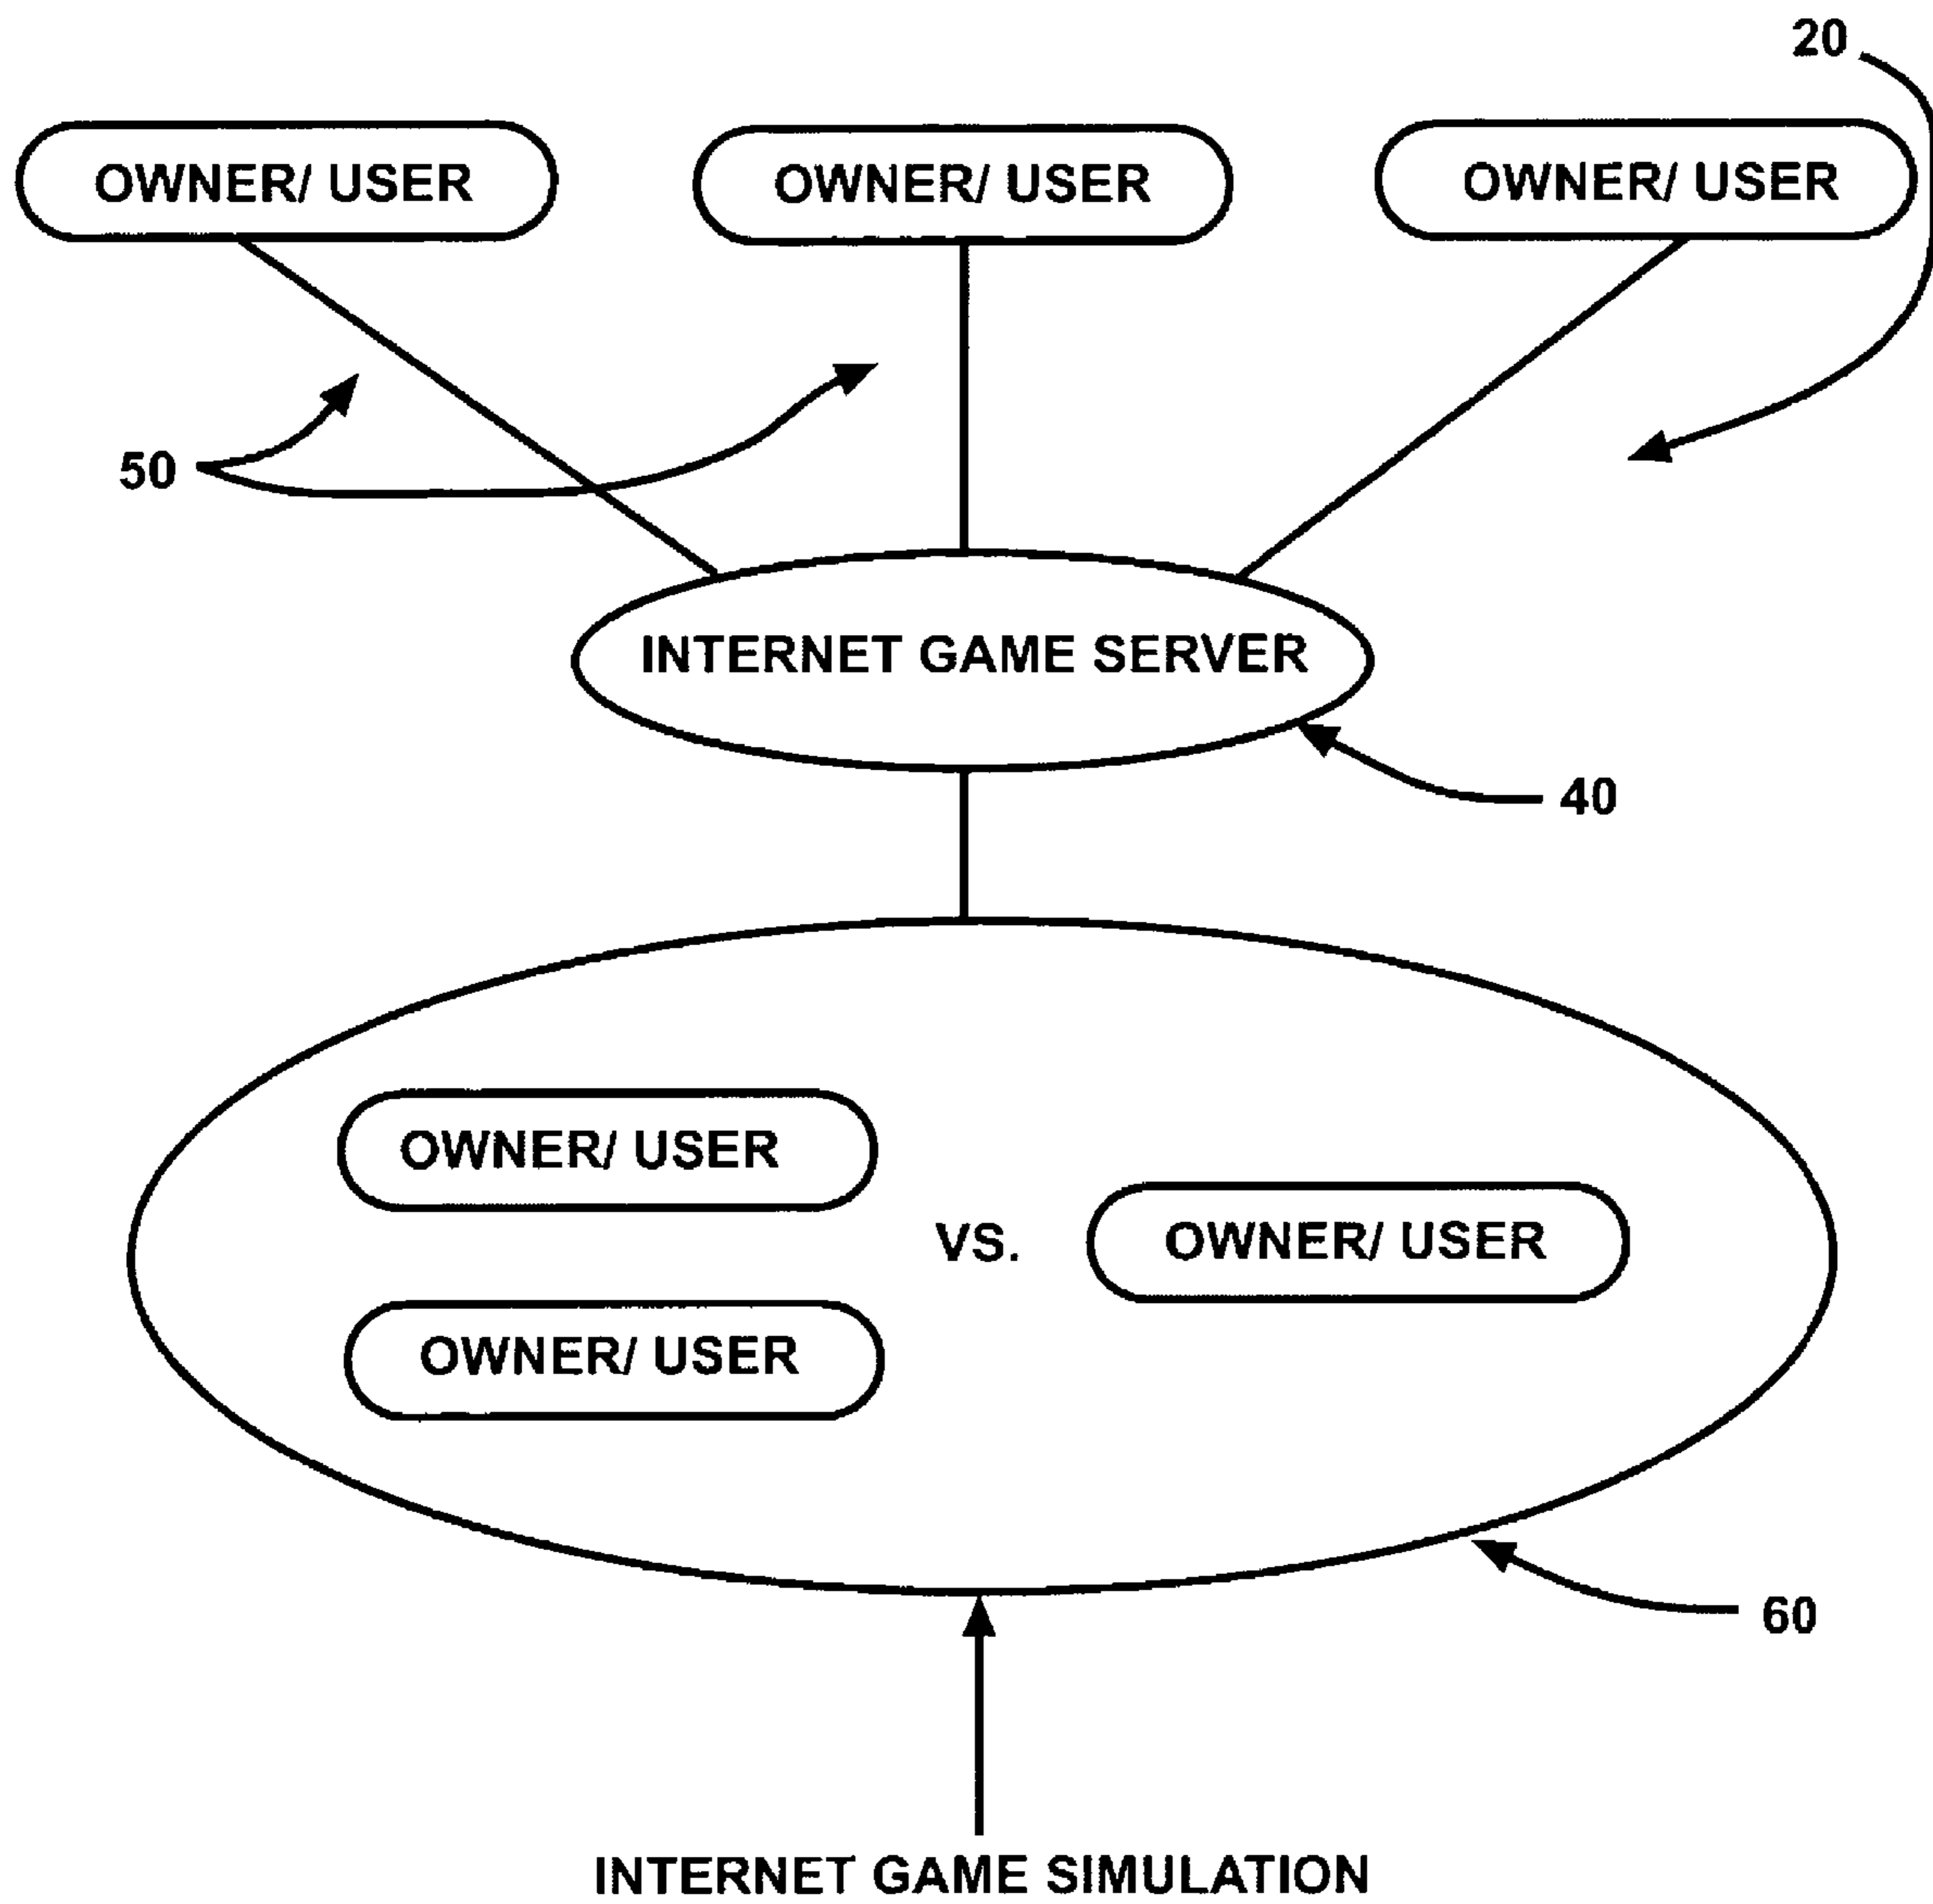 20
OWNER/ USER
OWNER/ USER
OWNER/ USER
50
INTERNET GAME SERVER
40
OWNER/ USER
VS.
OWNER/ USER
OWNER/ USER
60
INTERNET GAME SIMULATION